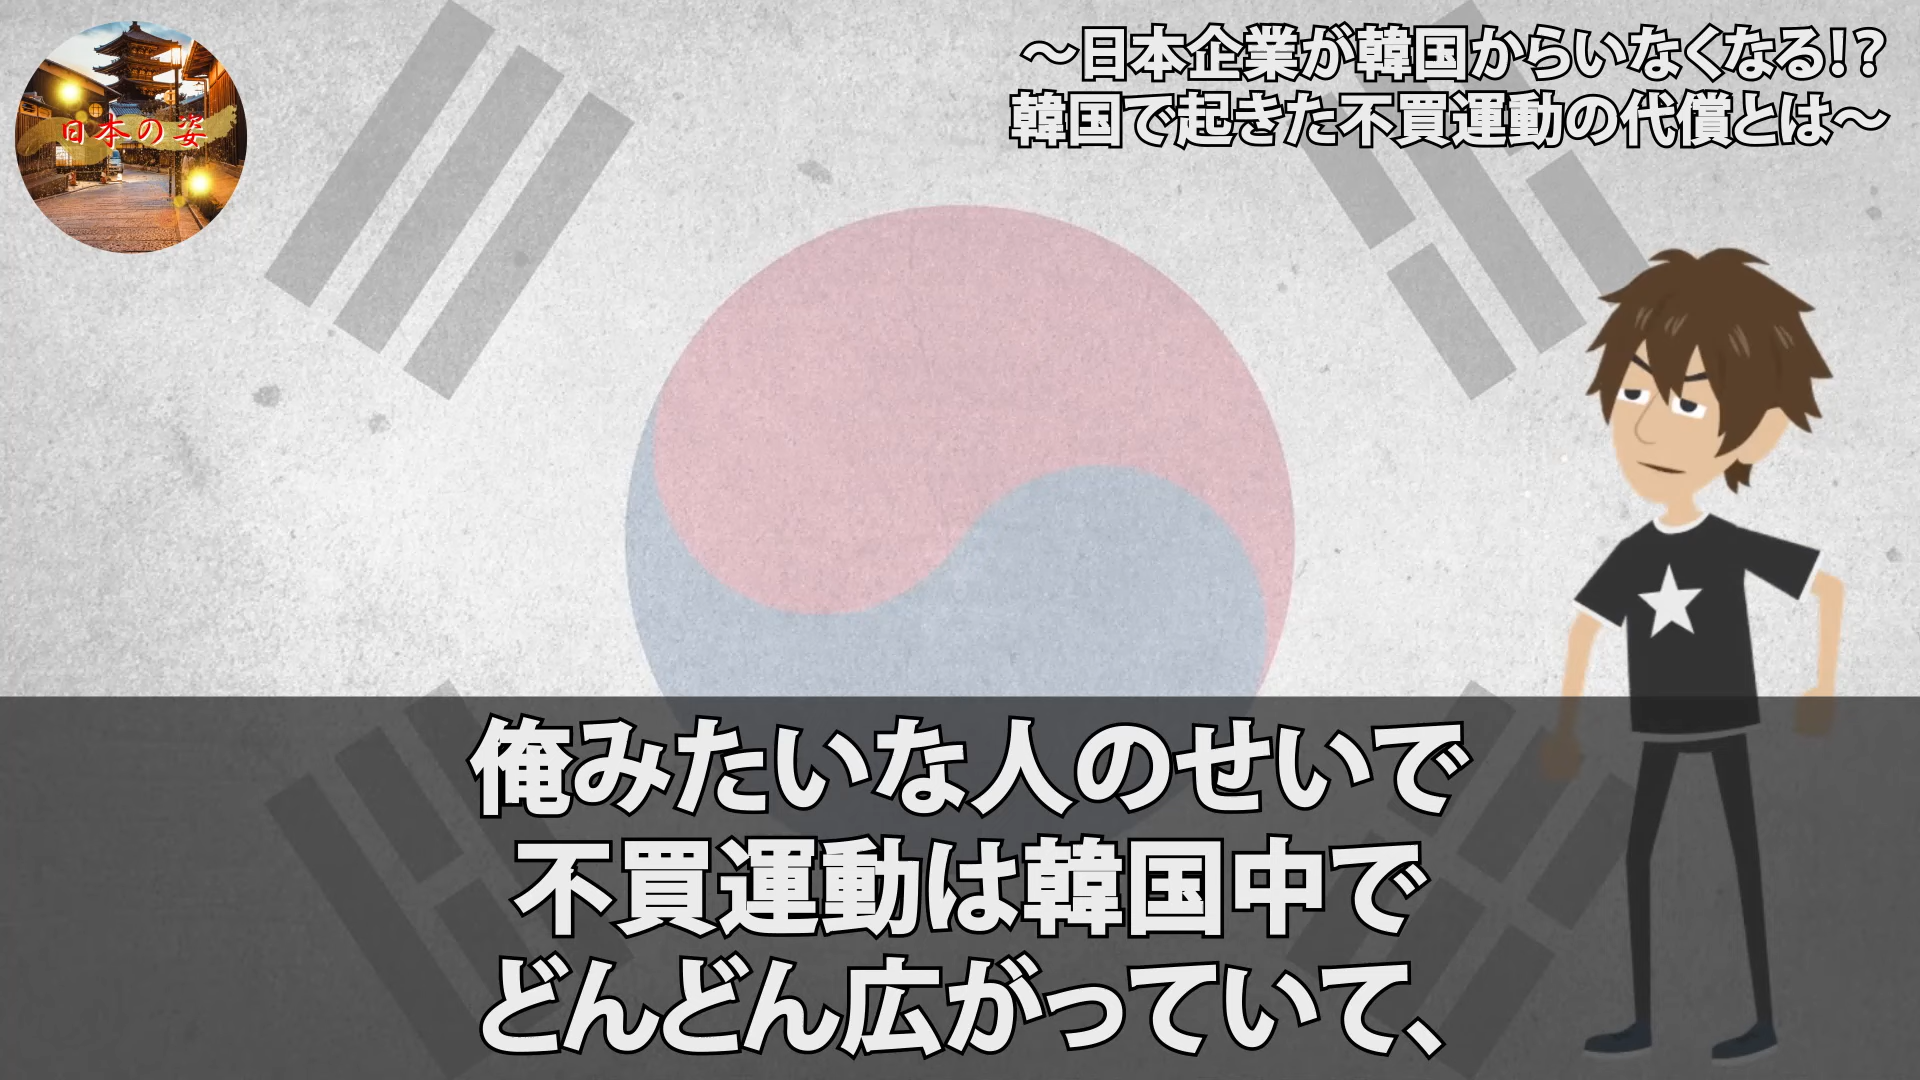 日本の姿
～日本企業が韓国からいなくなる!?
韓国で起きた不買運動の代償とは～
俺みたいな人のせいで
不買運動は韓国中で
どんどん広がっていて、